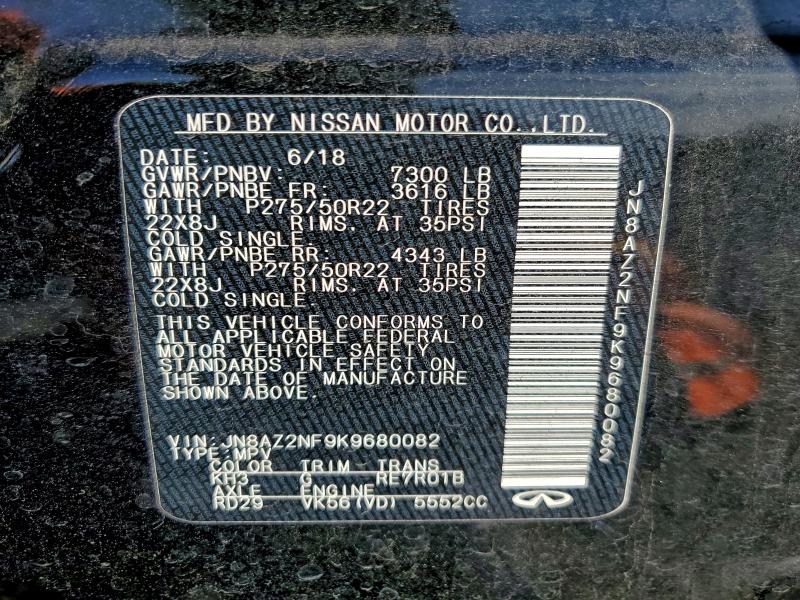 MFD BY NISSAN MOTOR CO.,LTD.
DATE: 6/18
GVWR/PNBV: 7300 LB
GAWR/PNBE FR: 3616 LB
WITH P275/50R22 TIRES
22X8J RIMS. AT 35PSI
COLD SINGLE.
GAWR/PNBE RR: 4343 LB
WITH P275/50R22 TIRES
22X8J RIMS. AT 35PSI
COLD SINGLE.
THIS VEHICLE CONFORMS TO
ALL APPLICABLE FEDERAL
MOTOR VEHICLE SAFETY
STANDARDS IN EFFECT ON
THE DATE OF MANUFACTURE
SHOWN ABOVE.
VIN: JN8AZ2NF9K9680082
TYPE: MPV
COLOR TRIM TRANS
KH3 G RE7R01B
AXLE ENGINE
RD29 VK56(VD) 5552CC
JN8AZ2NF9K9680082